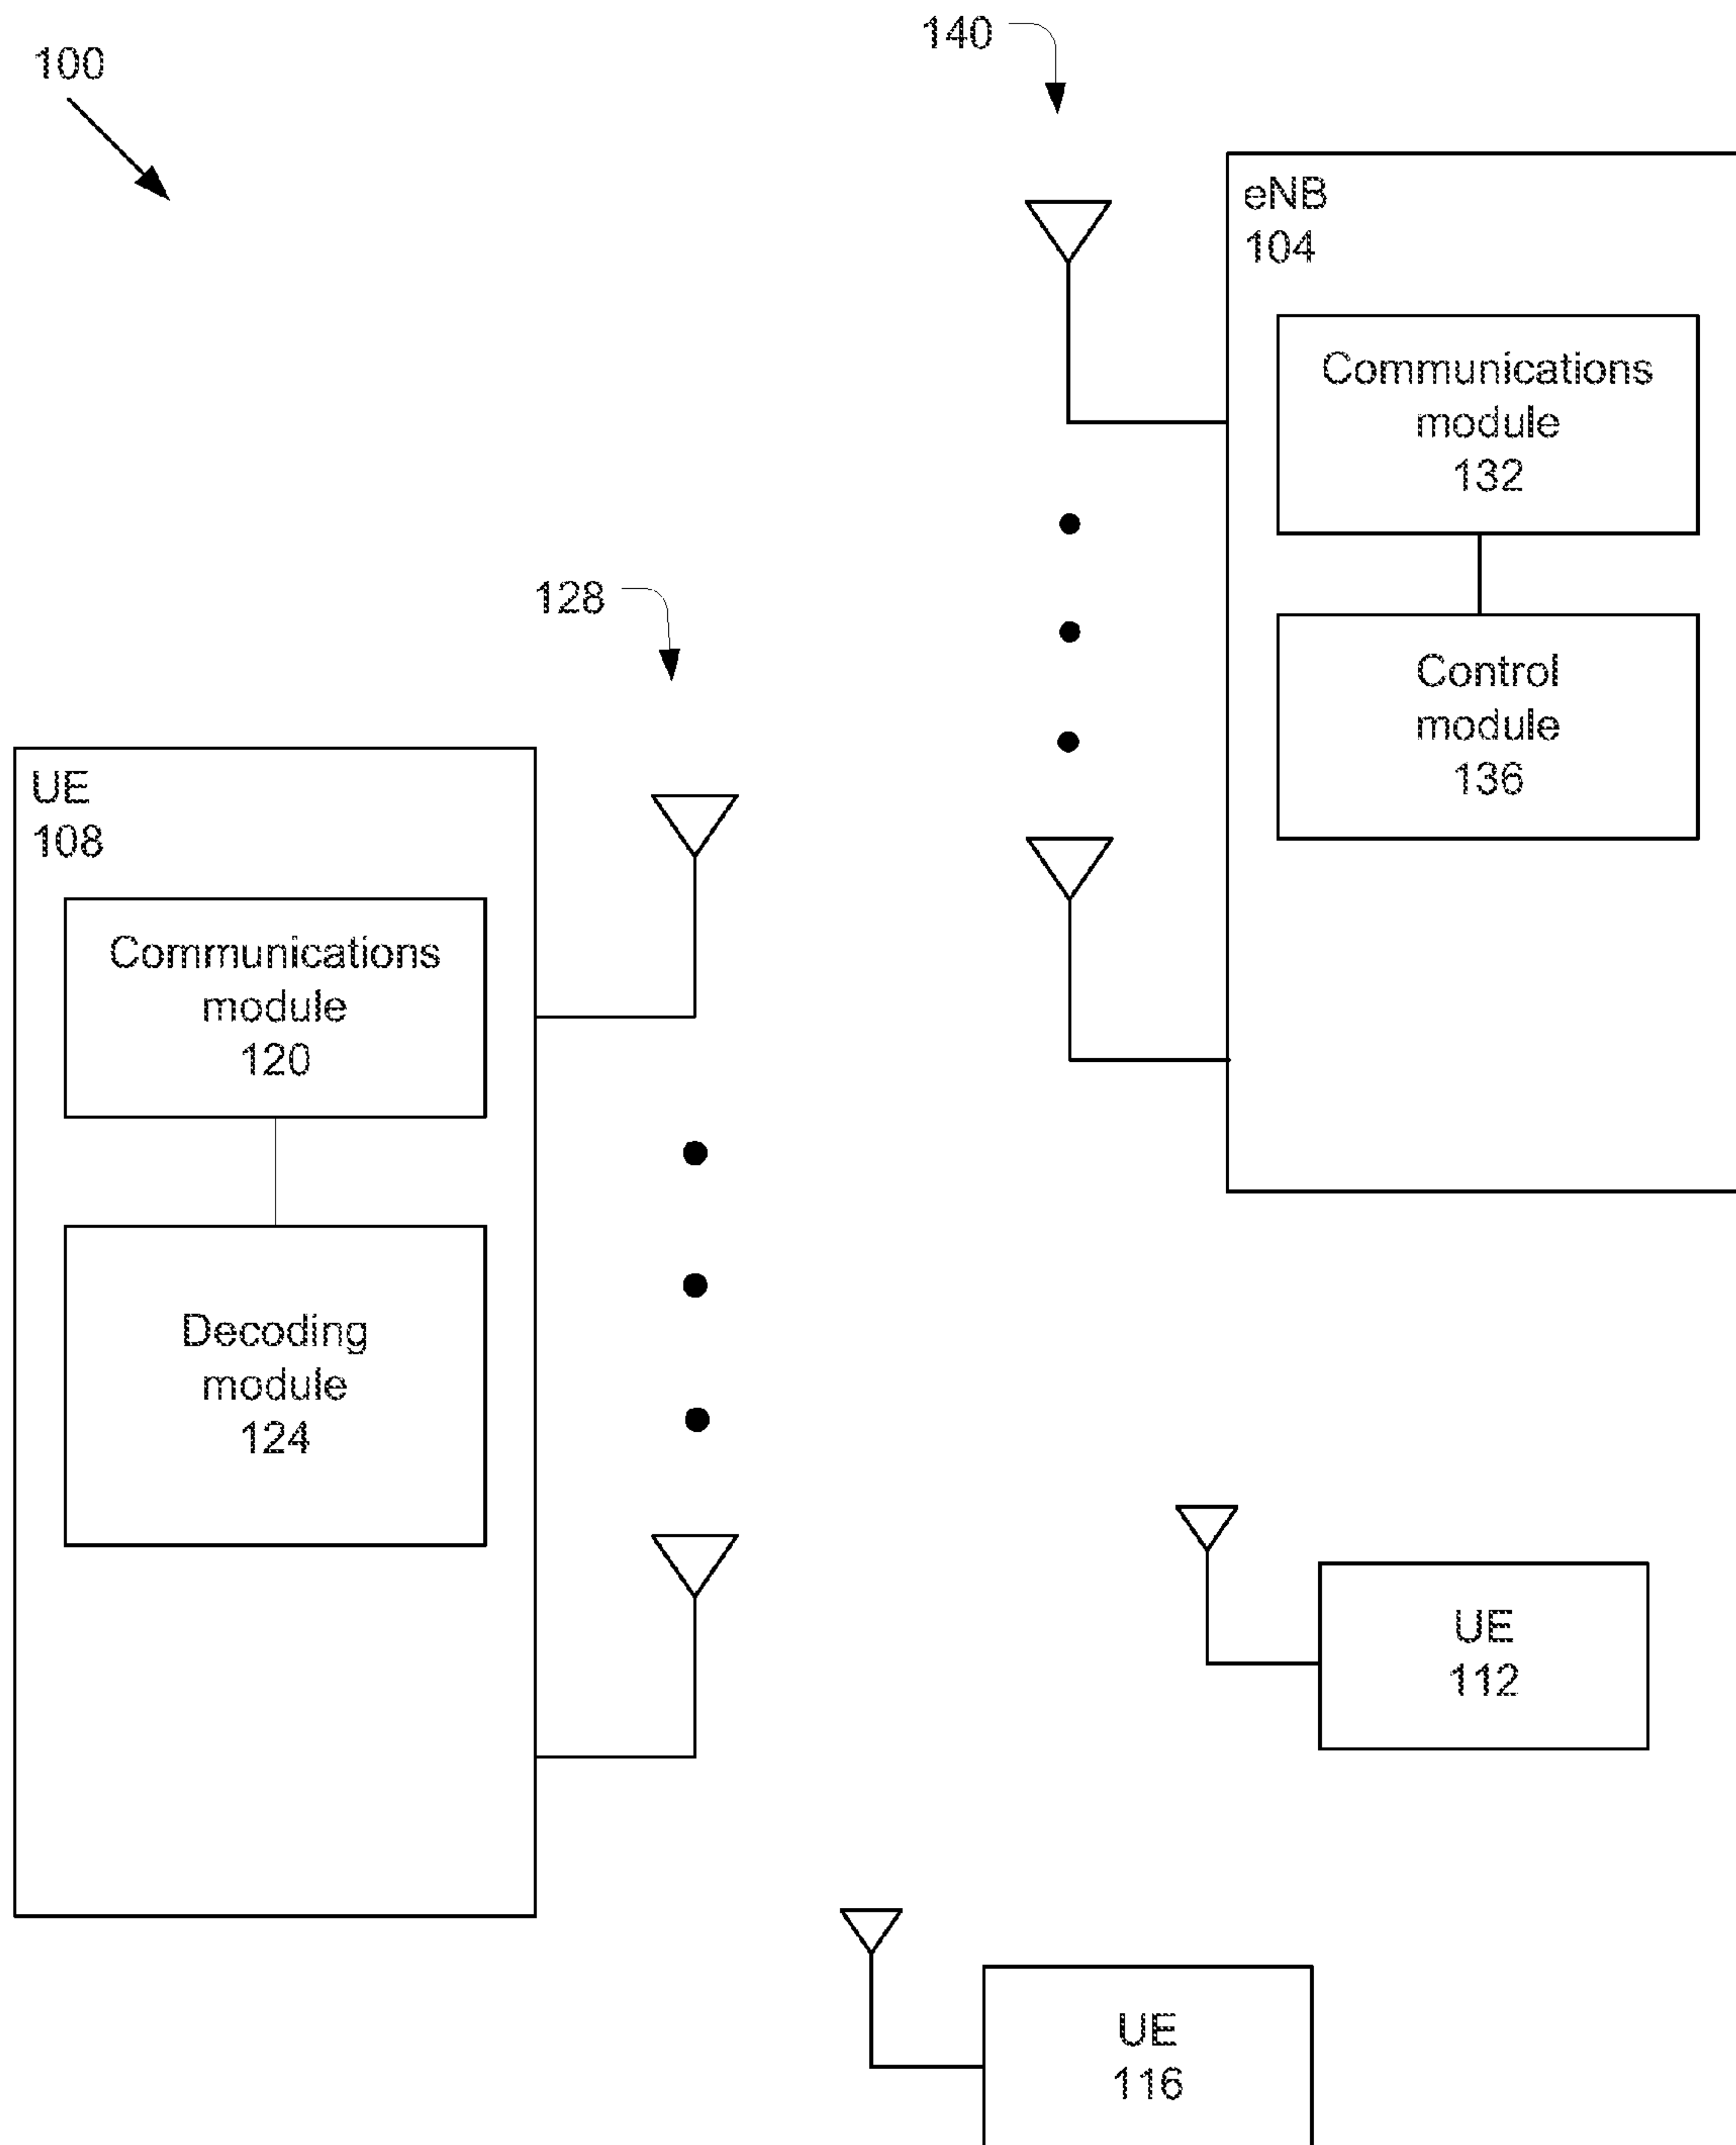 140
100
eNB
104
Communications
module
132
128
Control
module
136
UE
108
Communications
module
120
Decoding
module
124
UE
112
UE
116